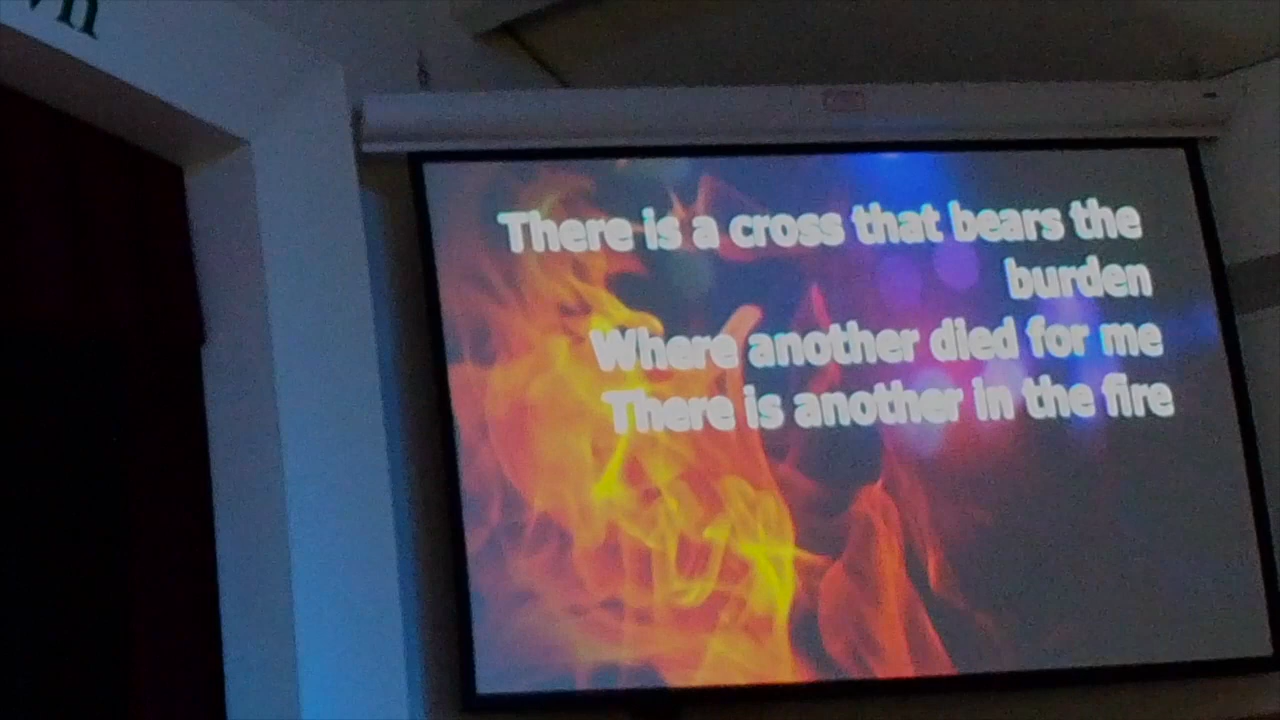 There is a cross that bears the
burden
Where another died for me
There is another in the fire